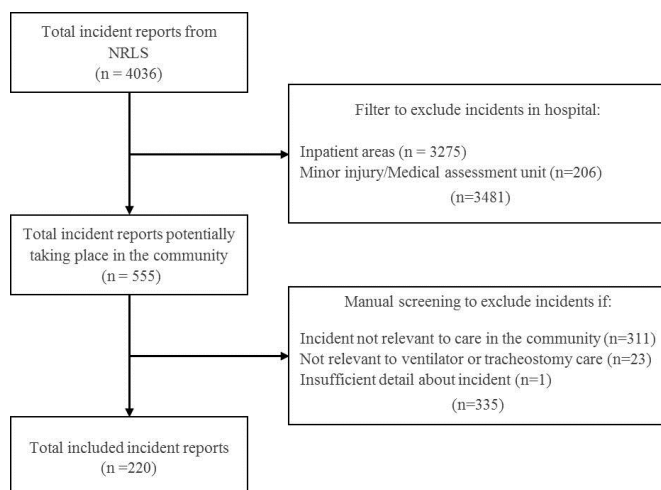 Total incident reports from
NRLS
(n = 4036)
Filter to exclude incidents in hospital:
Inpatient areas (n = 3275)
Minor injury/Medical assessment unit (n=206)
(n=3481)
Total incident reports potentially
taking place in the community
(n = 555)
Manual screening to exclude incidents if:
Incident not relevant to care in the community (n=311)
Not relevant to ventilator or tracheostomy care (n=23)
Insufficient detail about incident (n=1)
(n=335)
Total included incident reports
(n =220)